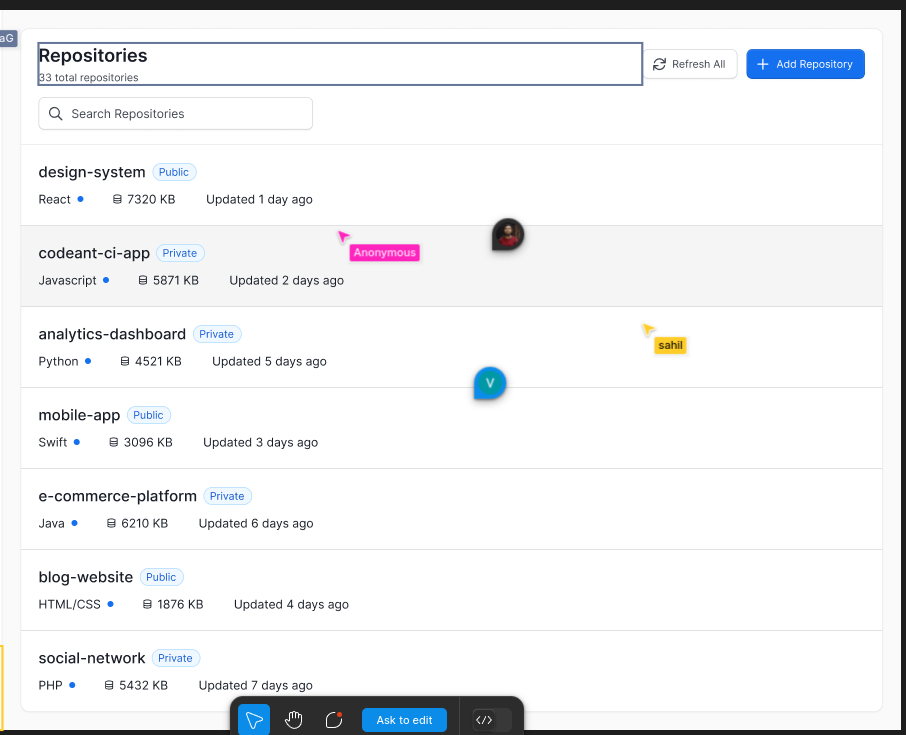 aG
Repositories
33 total repositories
Refresh All
Add Repository
Search Repositories
design-system Public
React 7320 KB Updated 1 day ago
Anonymous
codeant-ci-app Private
Javascript 5871 KB Updated 2 days ago
analytics-dashboard Private
sahil
Python 4521 KB Updated 5 days ago
V
mobile-app Public
Swift 3096 KB Updated 3 days ago
e-commerce-platform Private
Java 6210 KB Updated 6 days ago
blog-website Public
HTML/CSS 1876 KB Updated 4 days ago
social-network Private
PHP 5432 KB Updated 7 days ago
Ask to edit